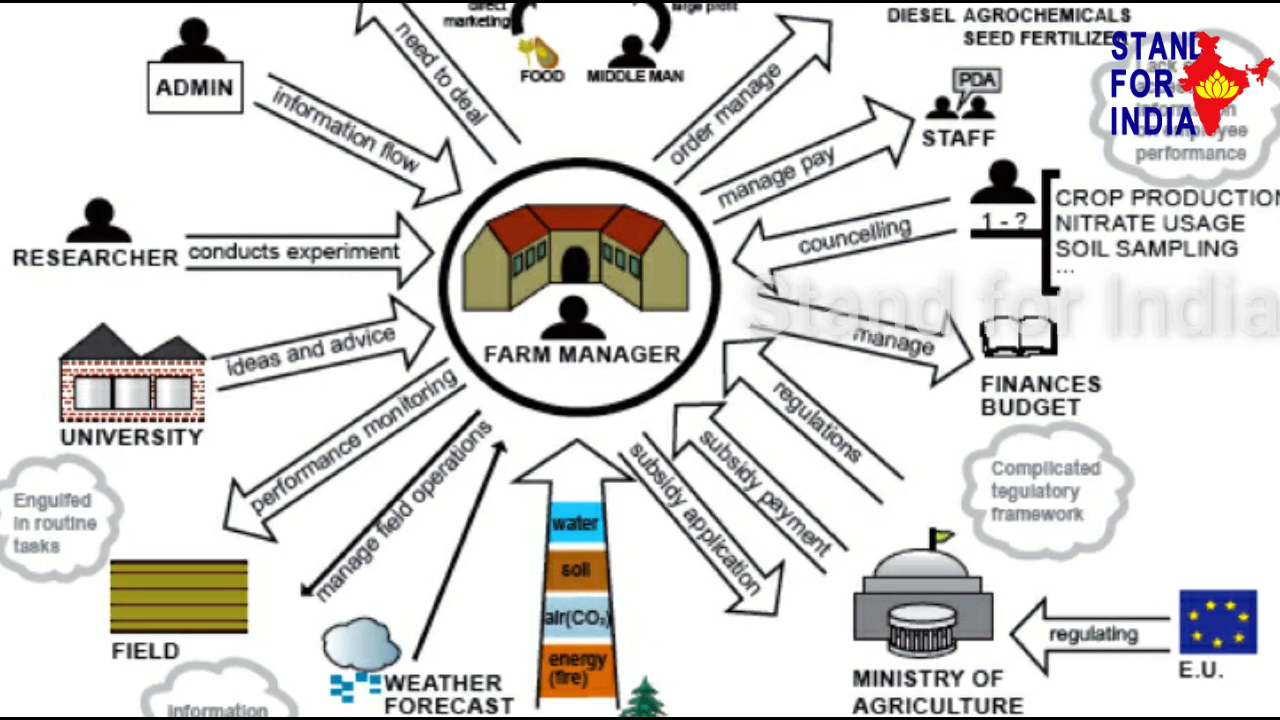 direct
marketing
large profit
FOOD
MIDDLE MAN
DIESEL AGROCHEMICALS
SEED FERTILIZER
STAND
FOR
INDIA
performance
ADMIN
need to deal
order manage
PDA
STAFF
information flow
manage pay
RESEARCHER
conducts experiment
councelling
1 - ?
CROP PRODUCTION
NITRATE USAGE
SOIL SAMPLING
...
Stand for India
FARM MANAGER
ideas and advice
manage
UNIVERSITY
FINANCES
BUDGET
performance monitoring
manage field operations
regulations
subsidy payment
subsidy application
Engulfed
in routine
tasks
Complicated
tegulatory
framework
water
soil
air(CO₂)
energy
(fire)
FIELD
WEATHER
FORECAST
MINISTRY OF
AGRICULTURE
regulating
E.U.
Information